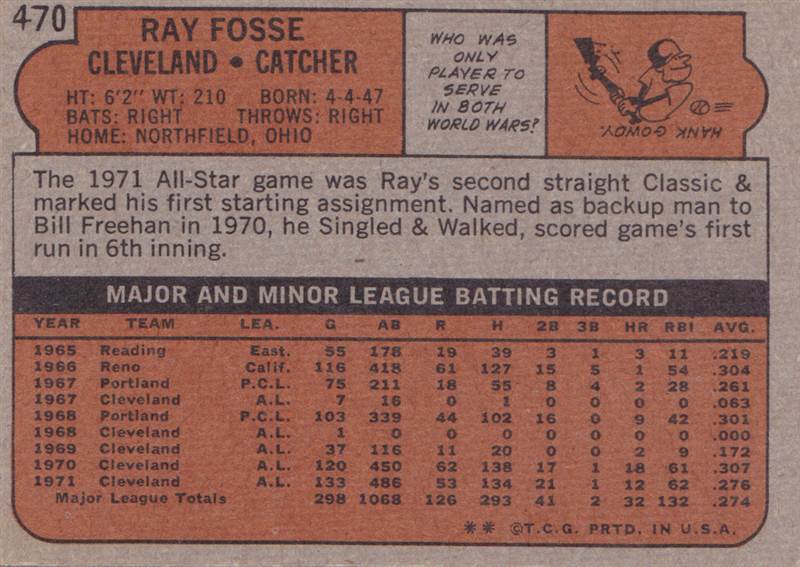 470
RAY FOSSE
CLEVELAND • CATCHER
HT: 6'2" WT: 210 BORN: 4-4-47
BATS: RIGHT THROWS: RIGHT
HOME: NORTHFIELD, OHIO
WHO WAS
ONLY
PLAYER TO
SERVE
IN BOTH
WORLD WARS?
HANK GOWDY.
The 1971 All-Star game was Ray's second straight Classic &
marked his first starting assignment. Named as backup man to
Bill Freehan in 1970, he Singled & Walked, scored game's first
run in 6th inning.
MAJOR AND MINOR LEAGUE BATTING RECORD
YEAR TEAM LEA. G AB R H 2B 3B HR RBI AVG.
1965 Reading East. 55 178 19 39 3 1 3 11 .219
1966 Reno Calif. 116 418 61 127 15 5 1 54 .304
1967 Portland P.C.L. 75 211 18 55 8 4 2 28 .261
1967 Cleveland A.L. 7 16 0 1 0 0 0 0 .063
1968 Portland P.C.L. 103 339 44 102 16 0 9 42 .301
1968 Cleveland A.L. 1 0 0 0 0 0 0 0 .000
1969 Cleveland A.L. 37 116 11 20 0 0 2 9 .172
1970 Cleveland A.L. 120 450 62 138 17 1 18 61 .307
1971 Cleveland A.L. 133 486 53 134 21 1 12 62 .276
Major League Totals 298 1068 126 293 41 2 32 132 .274
** ©T.C.G. PRTD. IN U.S.A.